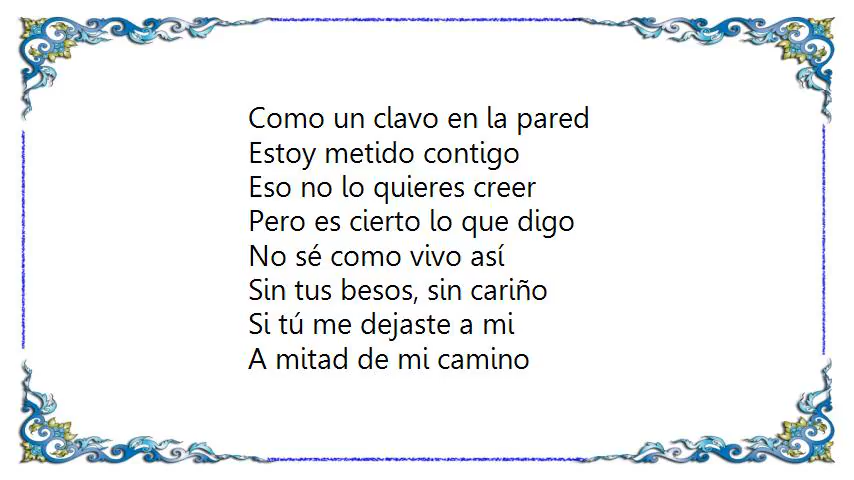 Como un clavo en la pared
Estoy metido contigo
Eso no lo quieres creer
Pero es cierto lo que digo
No sé como vivo así
Sin tus besos, sin cariño
Si tú me dejaste a mi
A mitad de mi camino